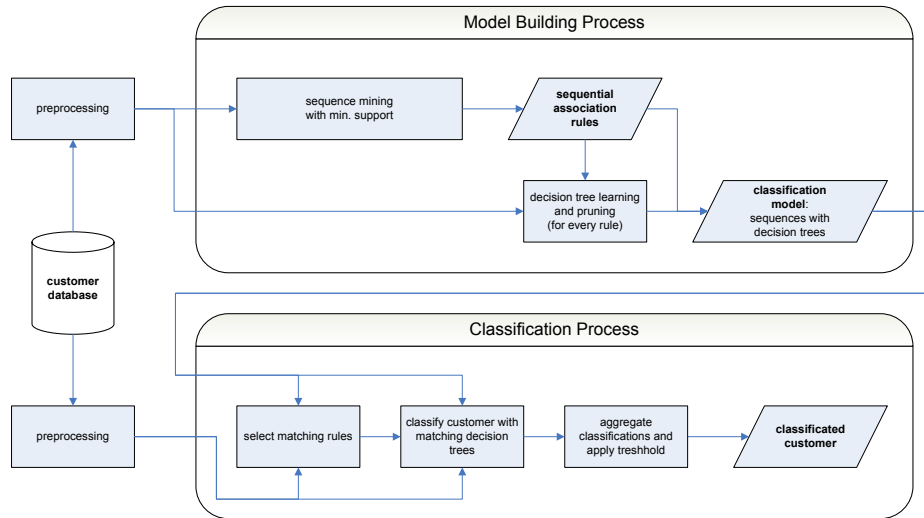 Model Building Process
preprocessing
sequence mining
with min. support
sequential
association
rules
decision tree learning
and pruning
(for every rule)
classification
model:
sequences with
decision trees
customer
database
Classification Process
preprocessing
select matching rules
classify customer with
matching decision
trees
aggregate
classifications and
apply treshhold
classificated
customer